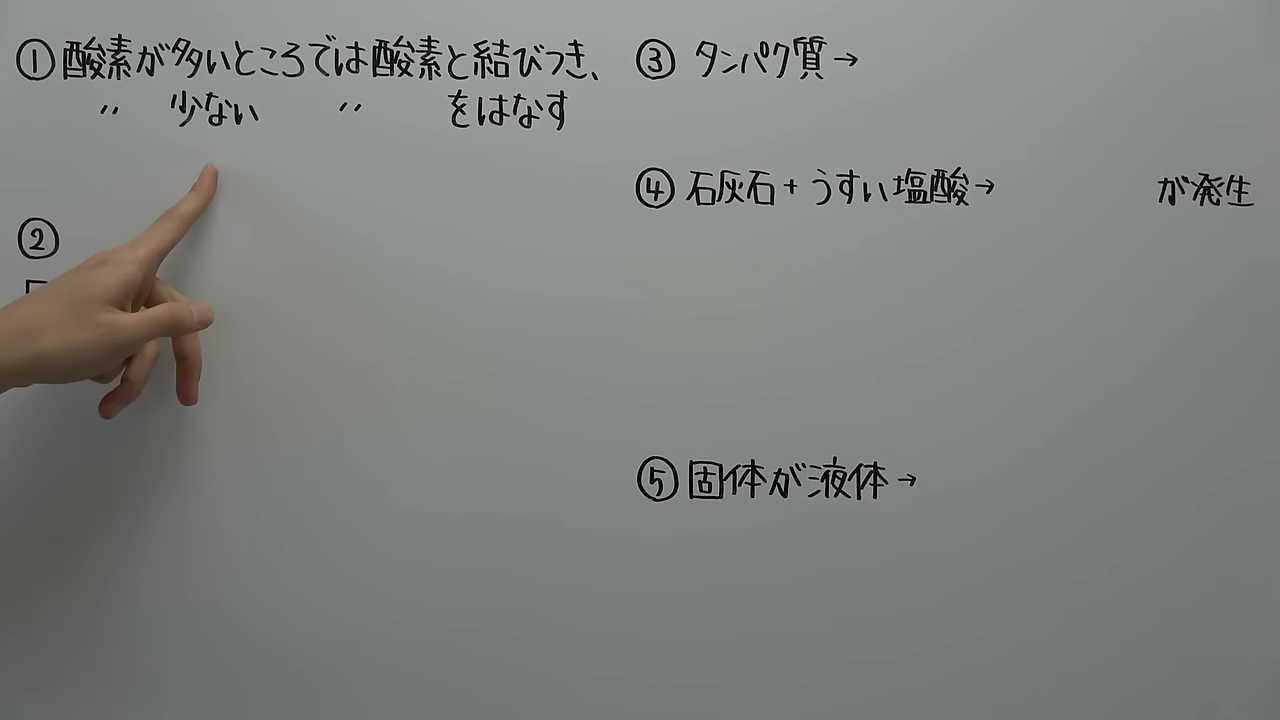 ①酸素が多いところでは酸素と結びつき、
〃 少ない 〃 をはなす
②
③ タンパク質→
④ 石灰石+うすい塩酸→ が発生
⑤ 固体が液体→